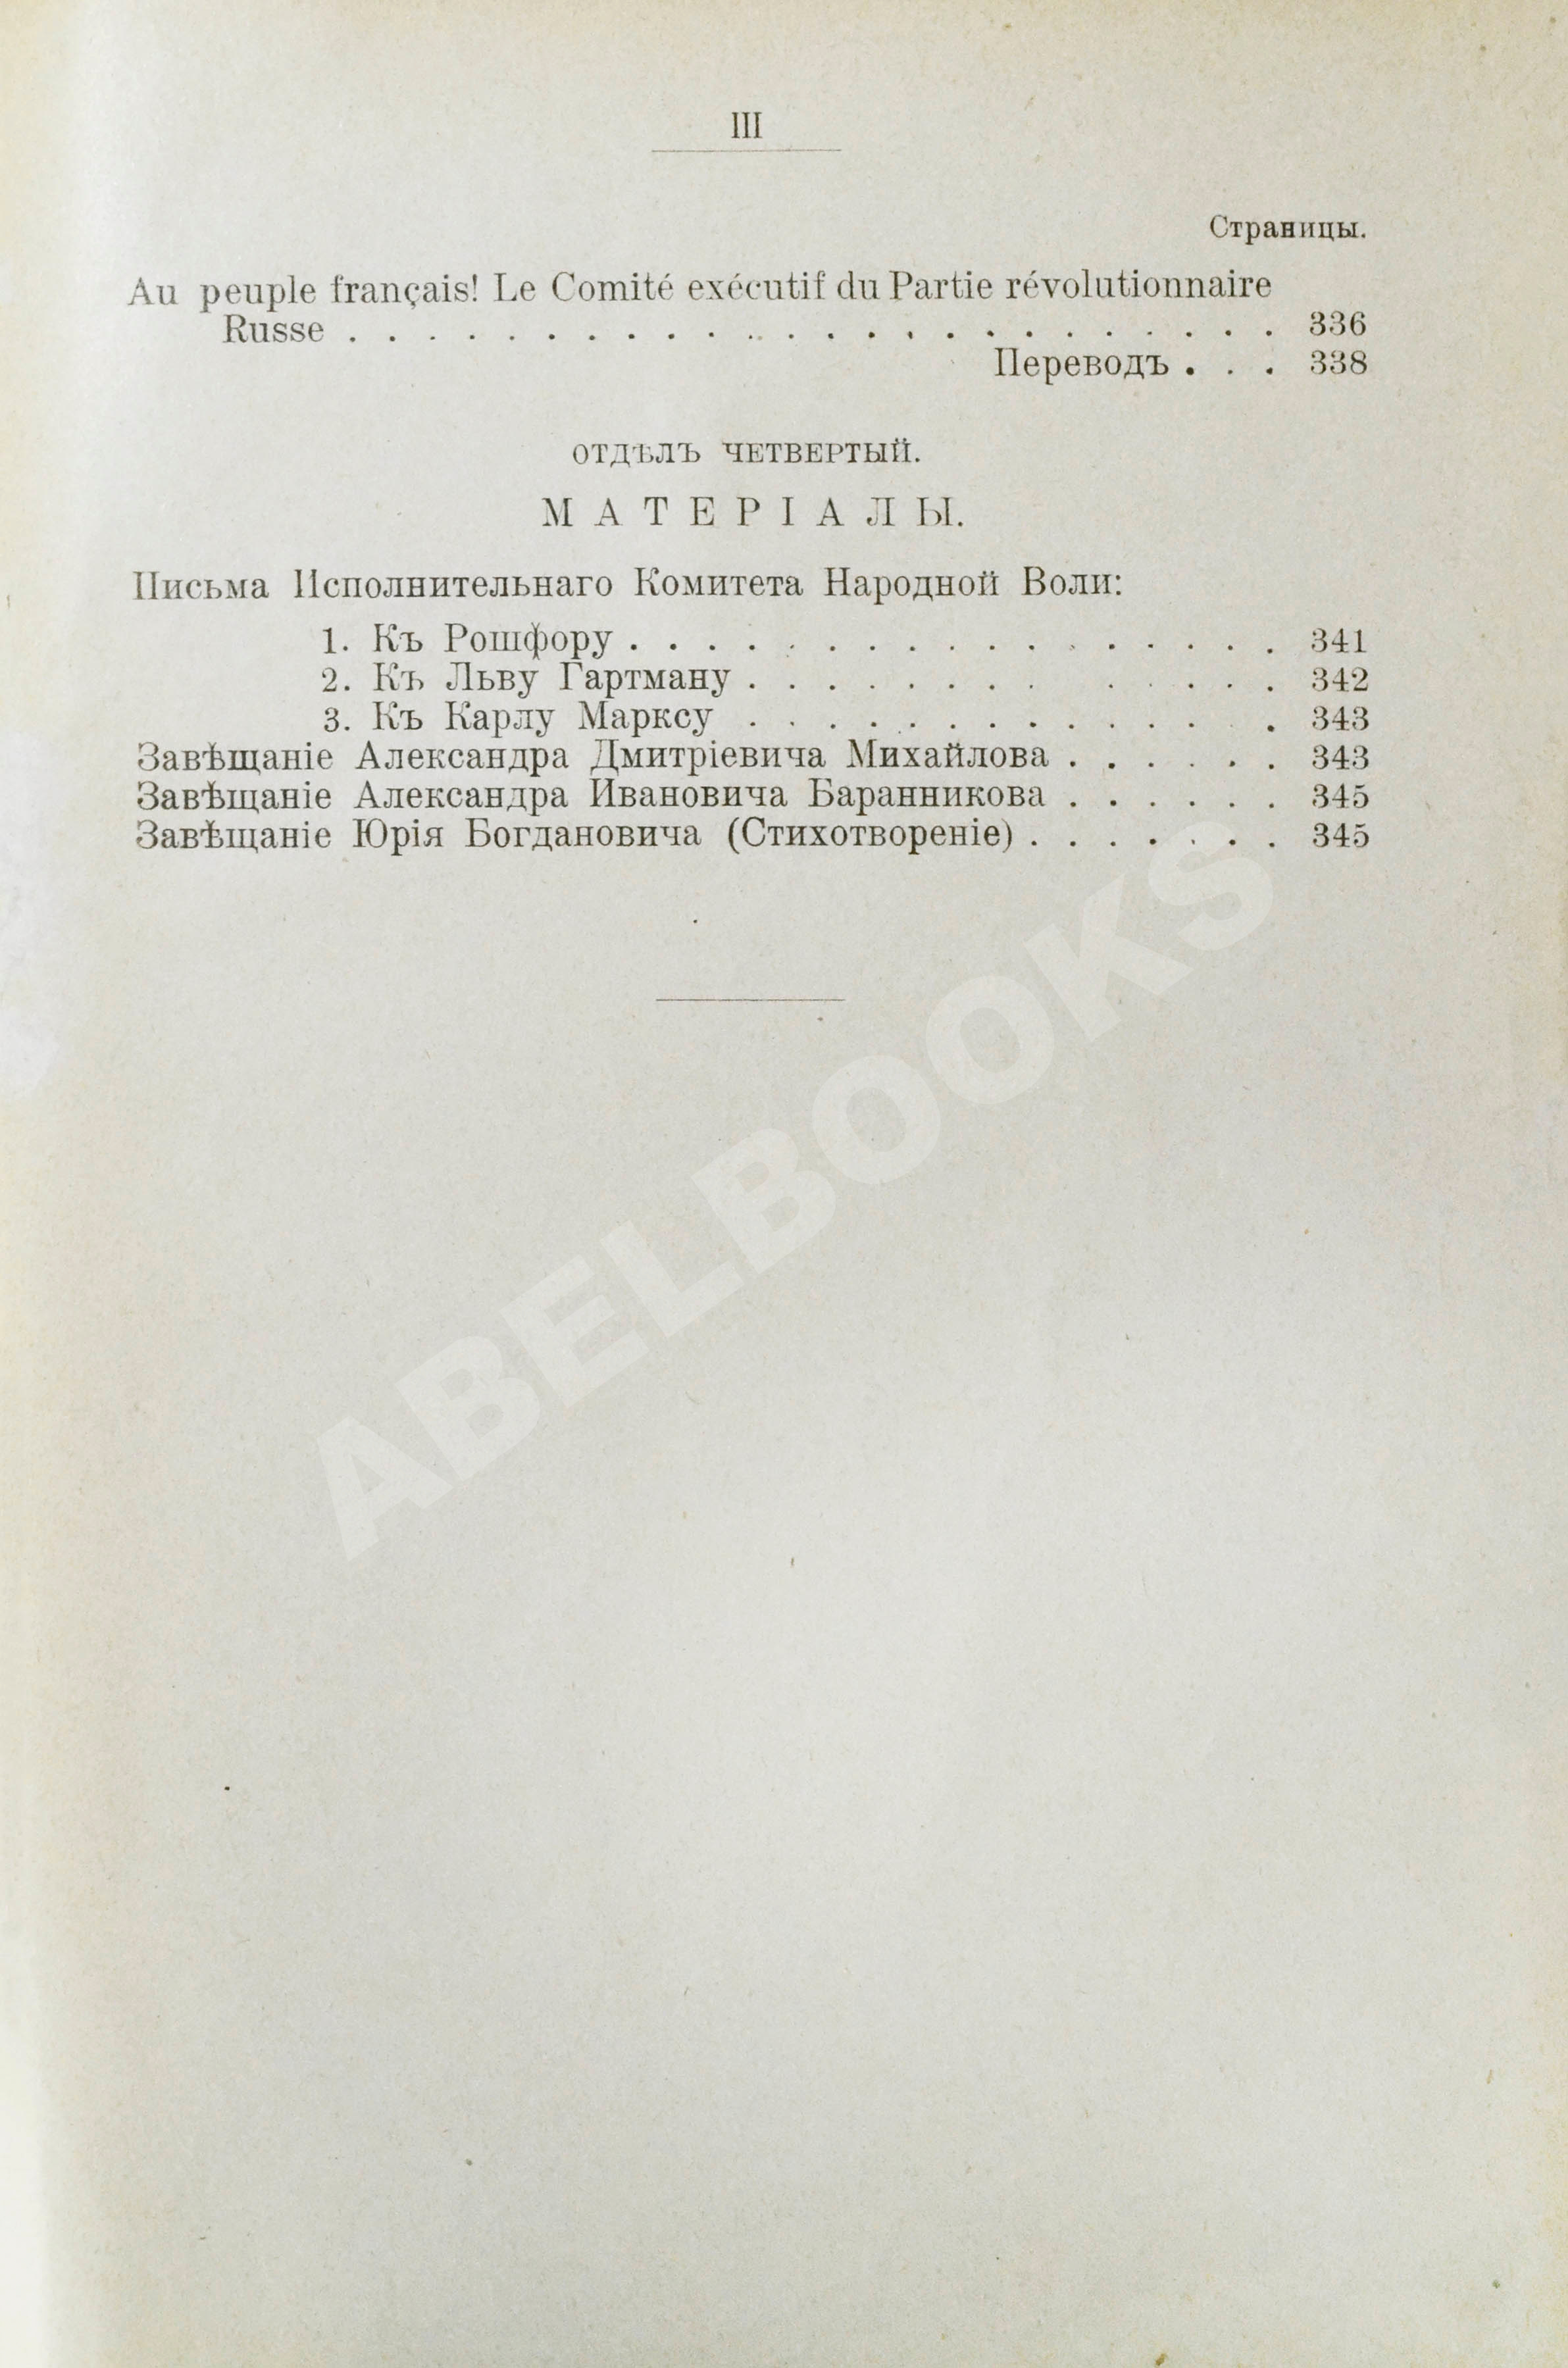 III
Страницы.
Au peuple français! Le Comité exécutif du Partie révolutionnaire
Russe . . . . . . . . . . . . . . . . . . . . . . . . 336
Переводъ . . . 338
ОТДѢЛЪ ЧЕТВЕРТЫЙ.
МАТЕРІАЛЫ.
Письма Исполнительнаго Комитета Народной Воли:
1. Къ Рошфору . . . . . . . . . . . . . . . . . 341
2. Къ Льву Гартману . . . . . . . . . . . . . . 342
3. Къ Карлу Марксу . . . . . . . . . . . . . . 343
Завѣщаніе Александра Дмитріевича Михайлова . . . . . . 343
Завѣщаніе Александра Ивановича Баранникова . . . . . . 345
Завѣщаніе Юрія Богдановича (Стихотвореніе) . . . . . . . 345
ABELBOOKS